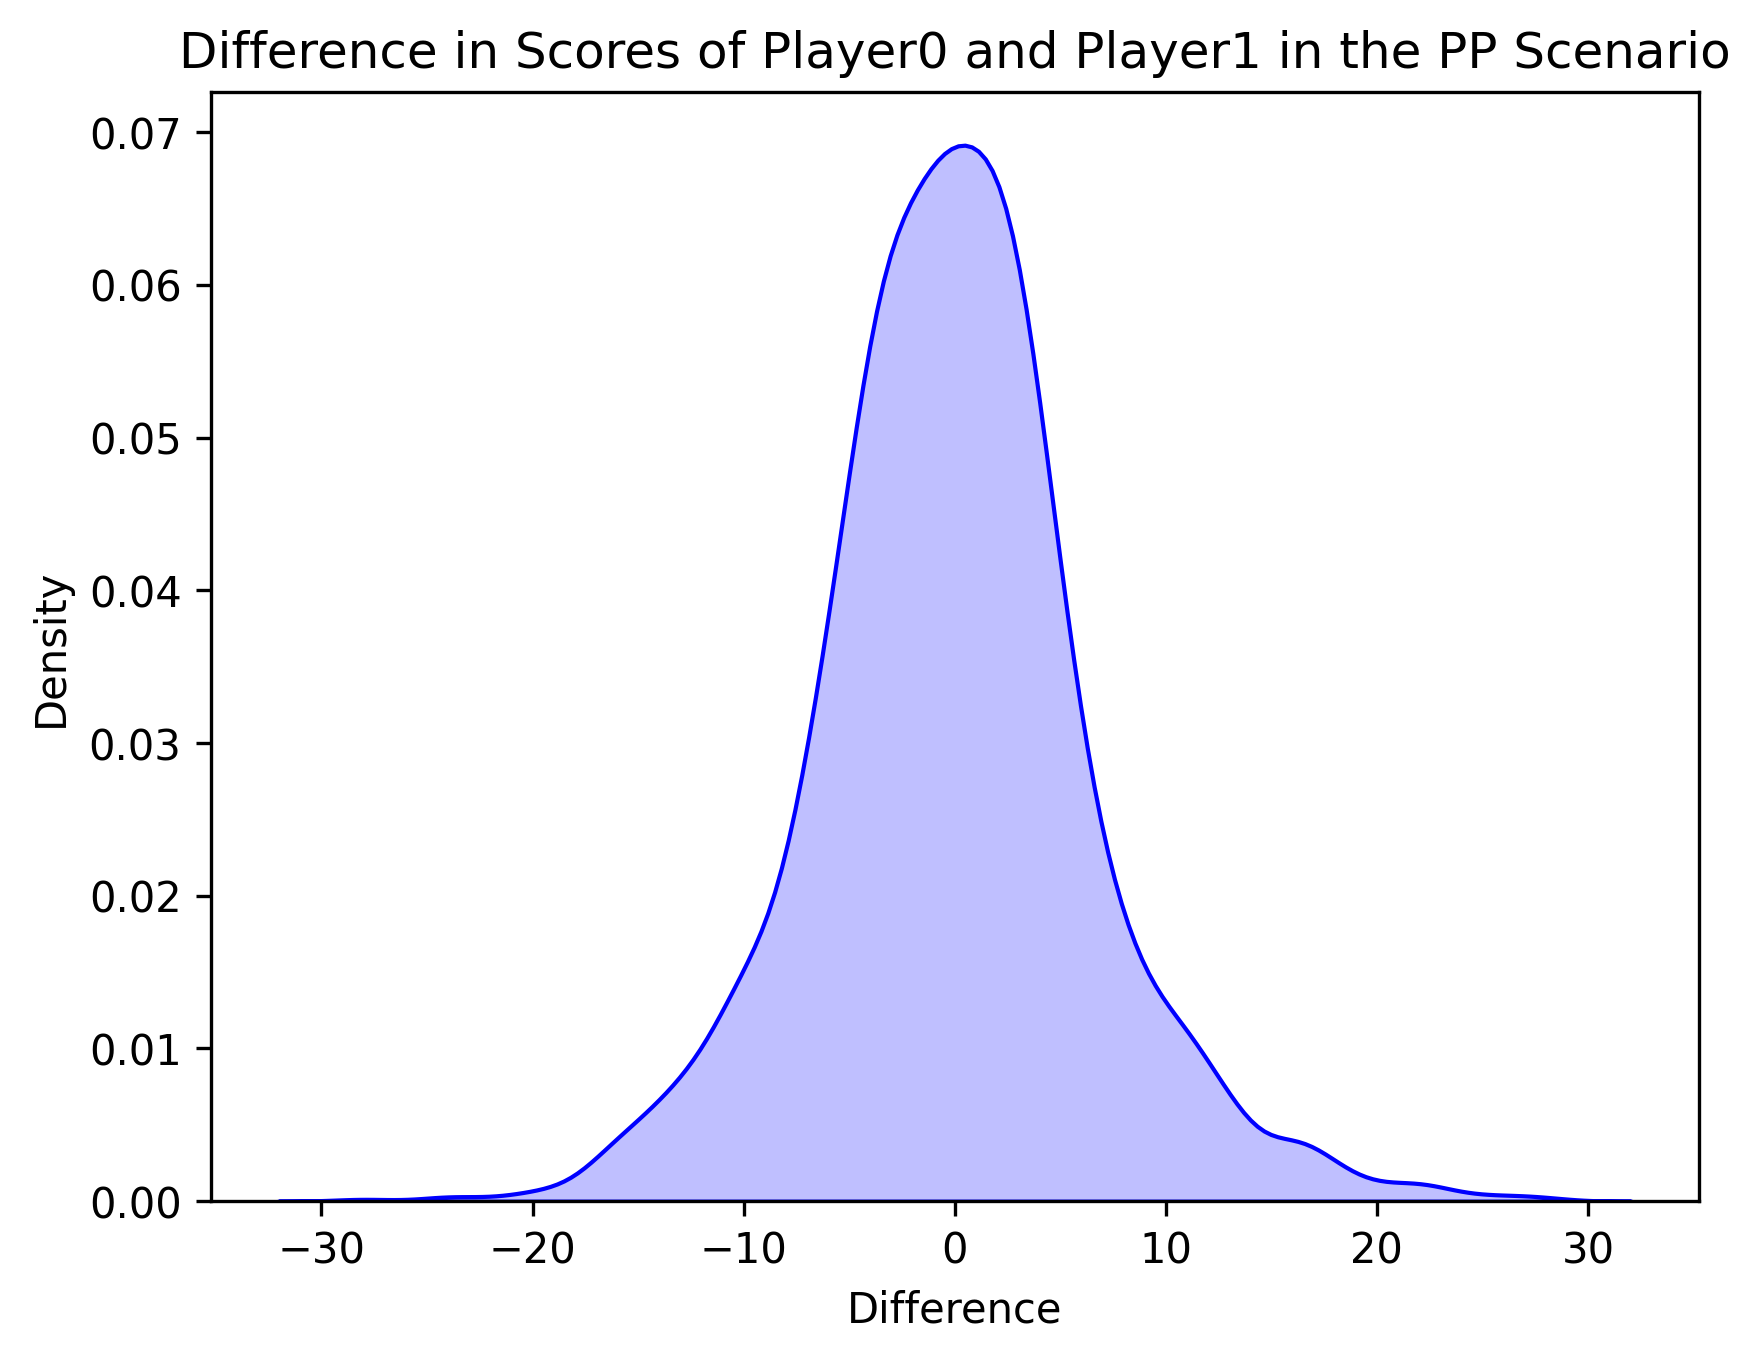 Difference in Scores of Player0 and Player1 in the PP Scenario
0.07
0.06
0.05
0.04
0.03
0.02
0.01
0.00
Density
−30 −20 −10 0 10 20 30
Difference